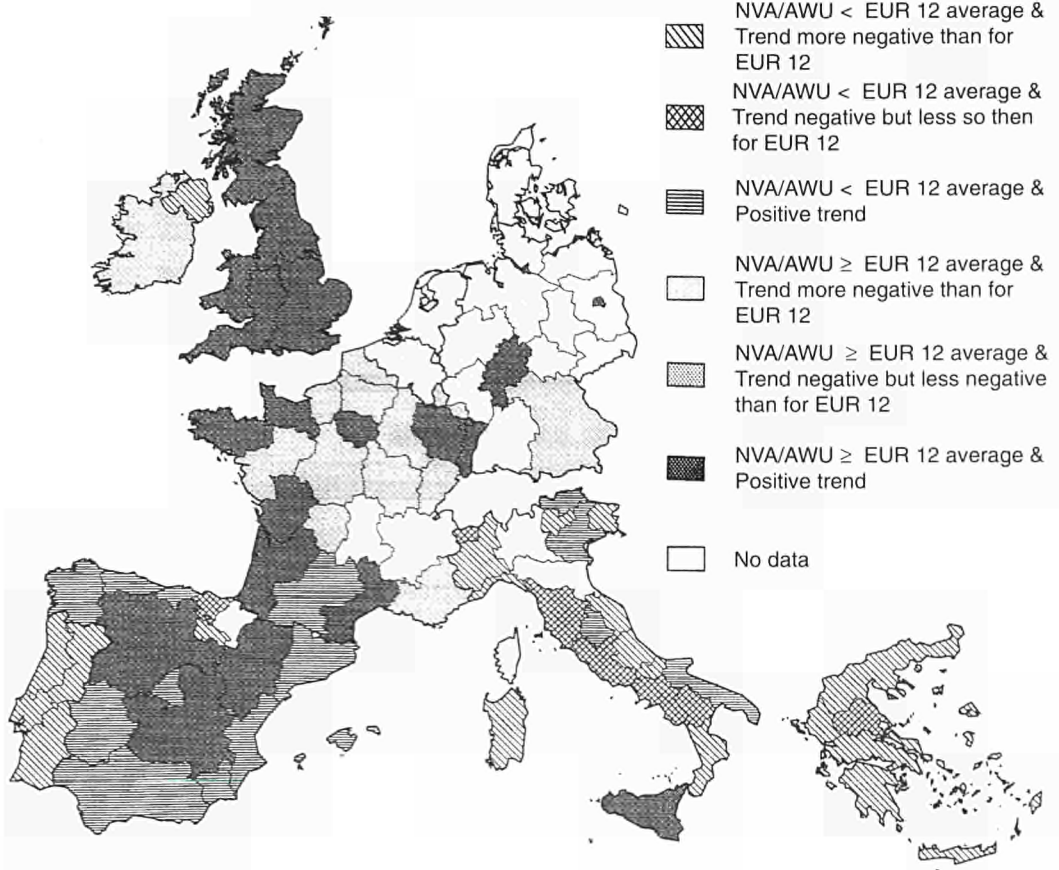 NVA/AWU < EUR 12 average &
Trend more negative than for
EUR 12
NVA/AWU < EUR 12 average &
Trend negative but less so then
for EUR 12
NVA/AWU < EUR 12 average &
Positive trend
NVA/AWU ≥ EUR 12 average &
Trend more negative than for
EUR 12
NVA/AWU ≥ EUR 12 average &
Trend negative but less negative
than for EUR 12
NVA/AWU ≥ EUR 12 average &
Positive trend
No data